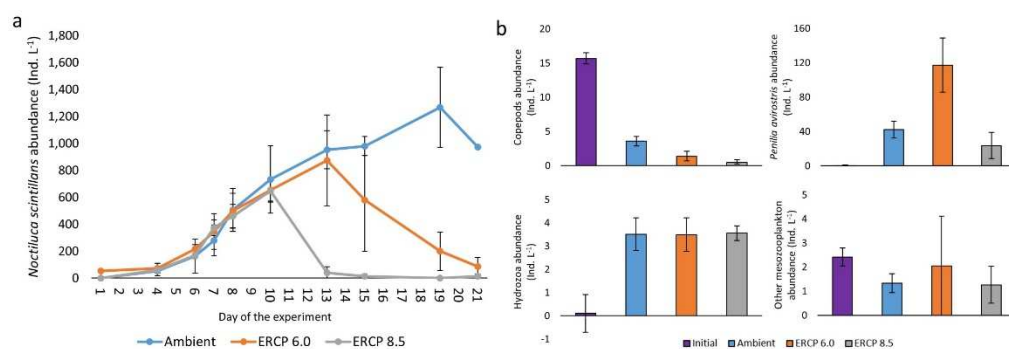 a
Noctiluca scintillans abundance (Ind. L⁻¹)
1,800
1,600
1,400
1,200
1,000
800
600
400
200
0
1 2 3 4 5 6 7 8 9 10 11 12 13 14 15 16 17 18 19 20 21
Day of the experiment
Ambient ERCP 6.0 ERCP 8.5
b
Copepods abundance
(Ind. L⁻¹)
20
15
10
5
0
Penilia avirostris abundance
(Ind. L⁻¹)
160
120
80
40
0
Hydrozoa abundance
(Ind. L⁻¹)
5
4
3
2
1
0
-1
Other mesozooplankton
abundance (Ind. L⁻¹)
5
4
3
2
1
0
Initial Ambient ERCP 6.0 ERCP 8.5